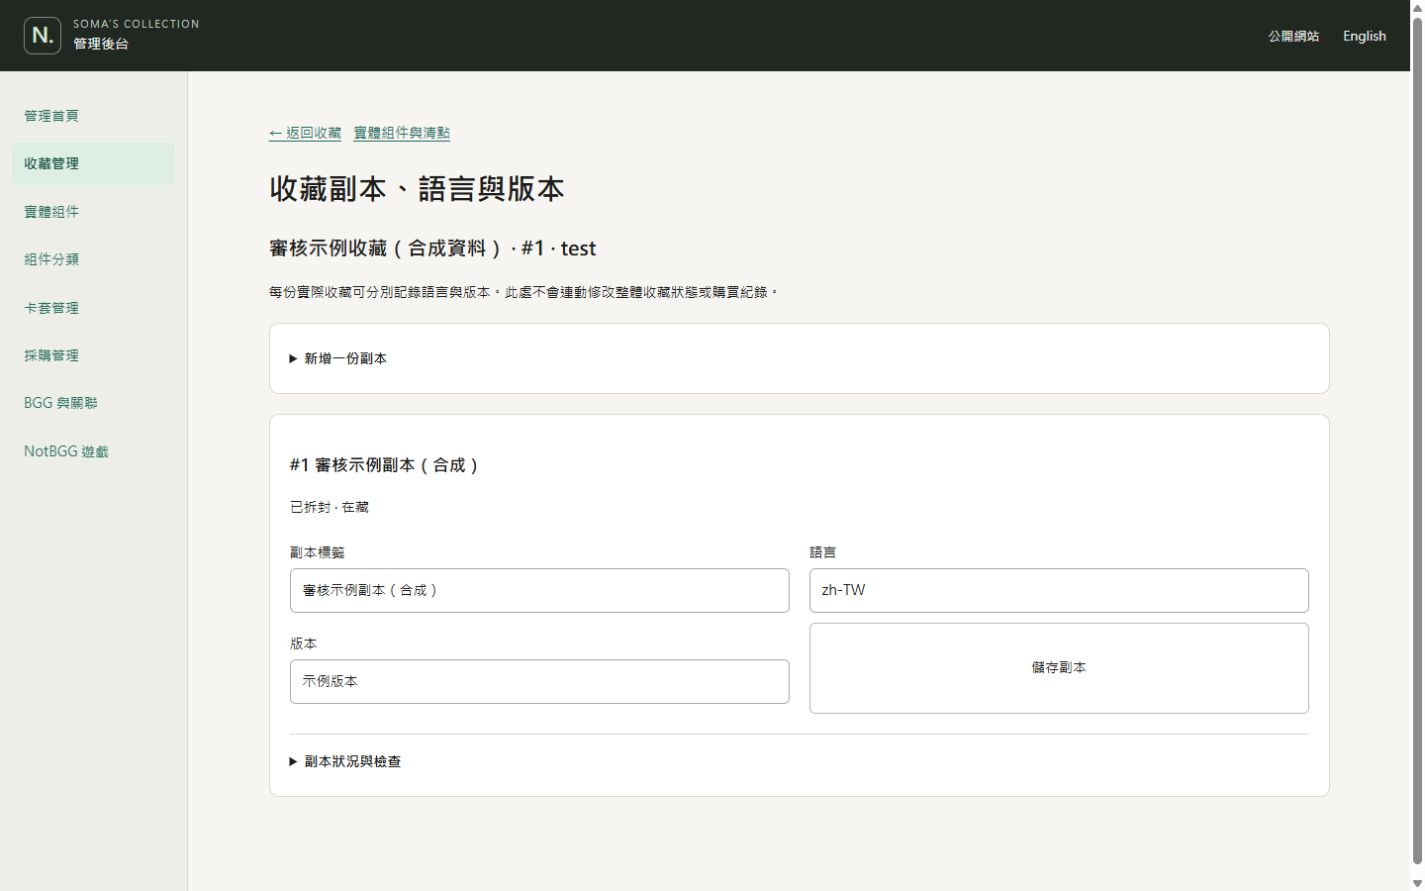 N.
SOMA'S COLLECTION
管理後台
公開網站
English
管理首頁
收藏管理
實體組件
組件分類
卡套管理
採購管理
BGG 與關聯
NotBGG 遊戲
← 返回收藏 實體組件與清點
收藏副本、語言與版本
審核示例收藏（合成資料）· #1 · test
每份實際收藏可分別記錄語言與版本。此處不會連動修改整體收藏狀態或購買紀錄。
▶ 新增一份副本
#1 審核示例副本（合成）
已拆封 · 在藏
副本標籤
審核示例副本（合成）
語言
zh-TW
版本
示例版本
儲存副本
▶ 副本狀況與檢查